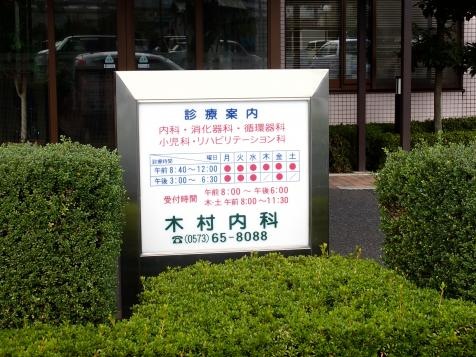 診療案内
内科・消化器科・循環器科
小児科・リハビリテーション科
診療時間 曜日 月 火 水 木 金 土
午前 8:40〜12:00 ● ● ● ● ● ●
午後 3:00〜 6:30 ● ● ● / ● /
受付時間 午前 8:00〜午後6:00
木・土 午前 8:00〜11:30
木村内科
☎(0573)65-8088